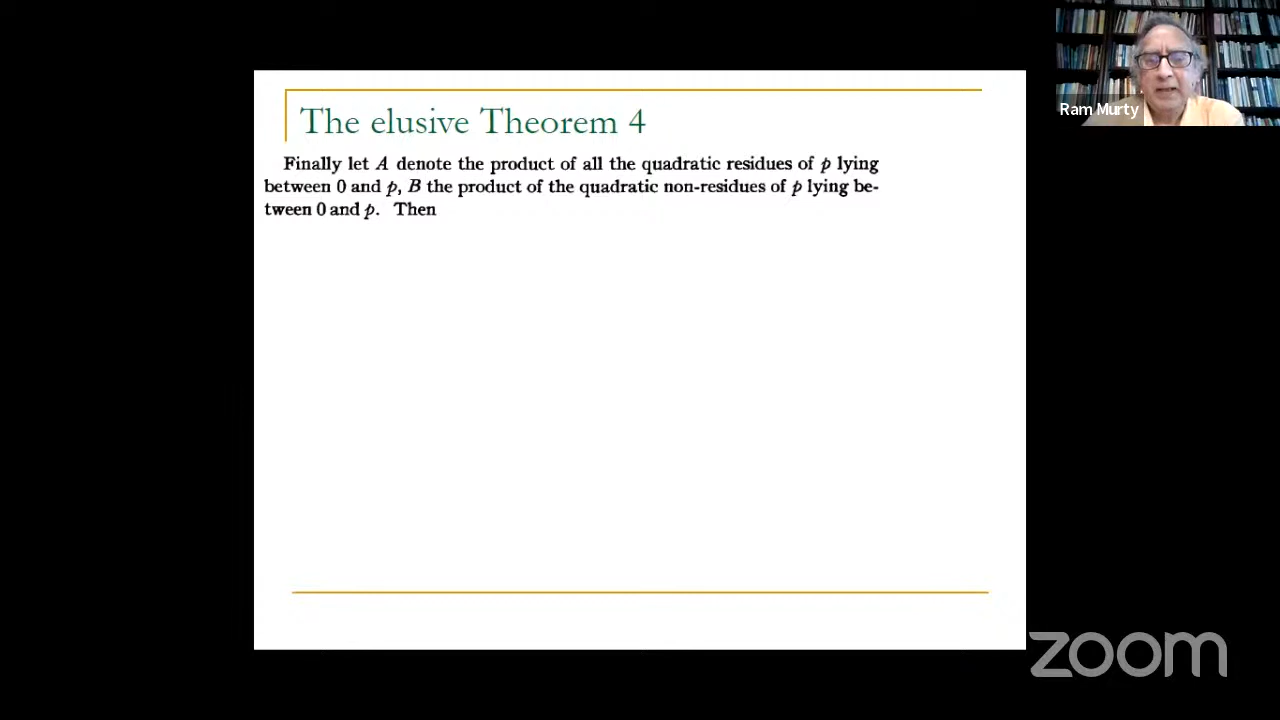 The elusive Theorem 4
Finally let A denote the product of all the quadratic residues of p lying
between 0 and p, B the product of the quadratic non-residues of p lying be-
tween 0 and p. Then
Ram Murty
zoom